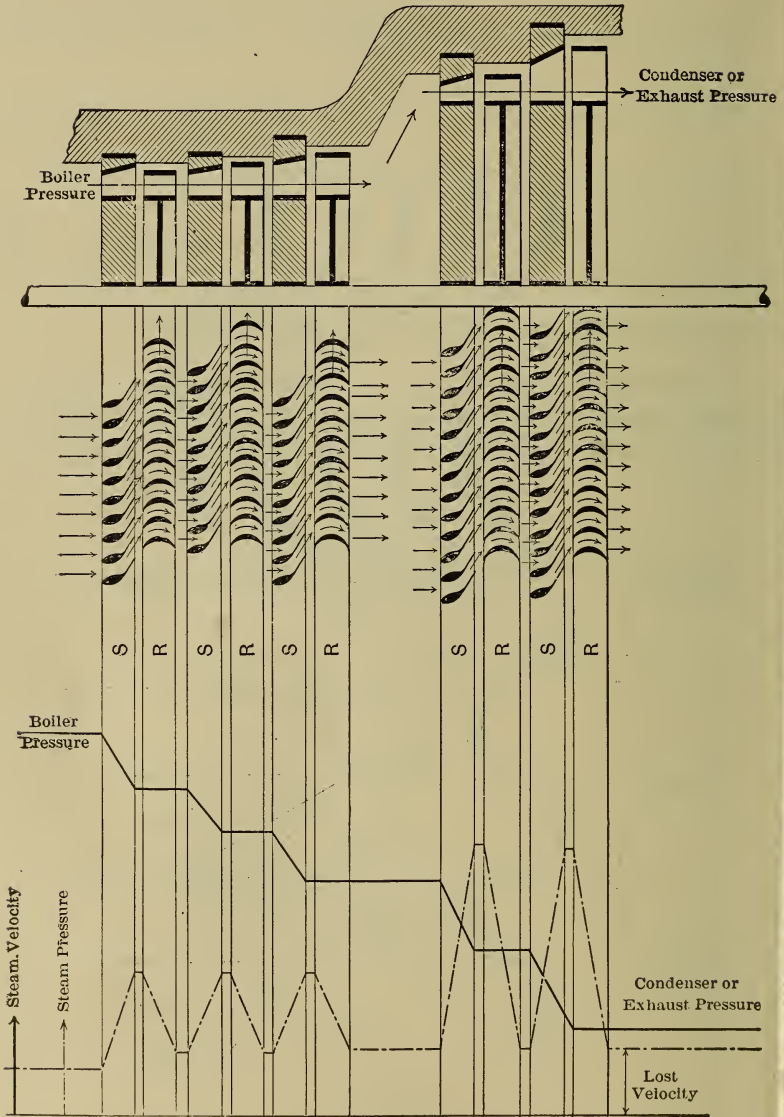 Condenser or
Exhaust Pressure
Boiler
Pressure
S R S R S R S R S R
Boiler
Pressure
Steam Velocity
Steam Pressure
Condenser or
Exhaust Pressure
Lost
Velocity